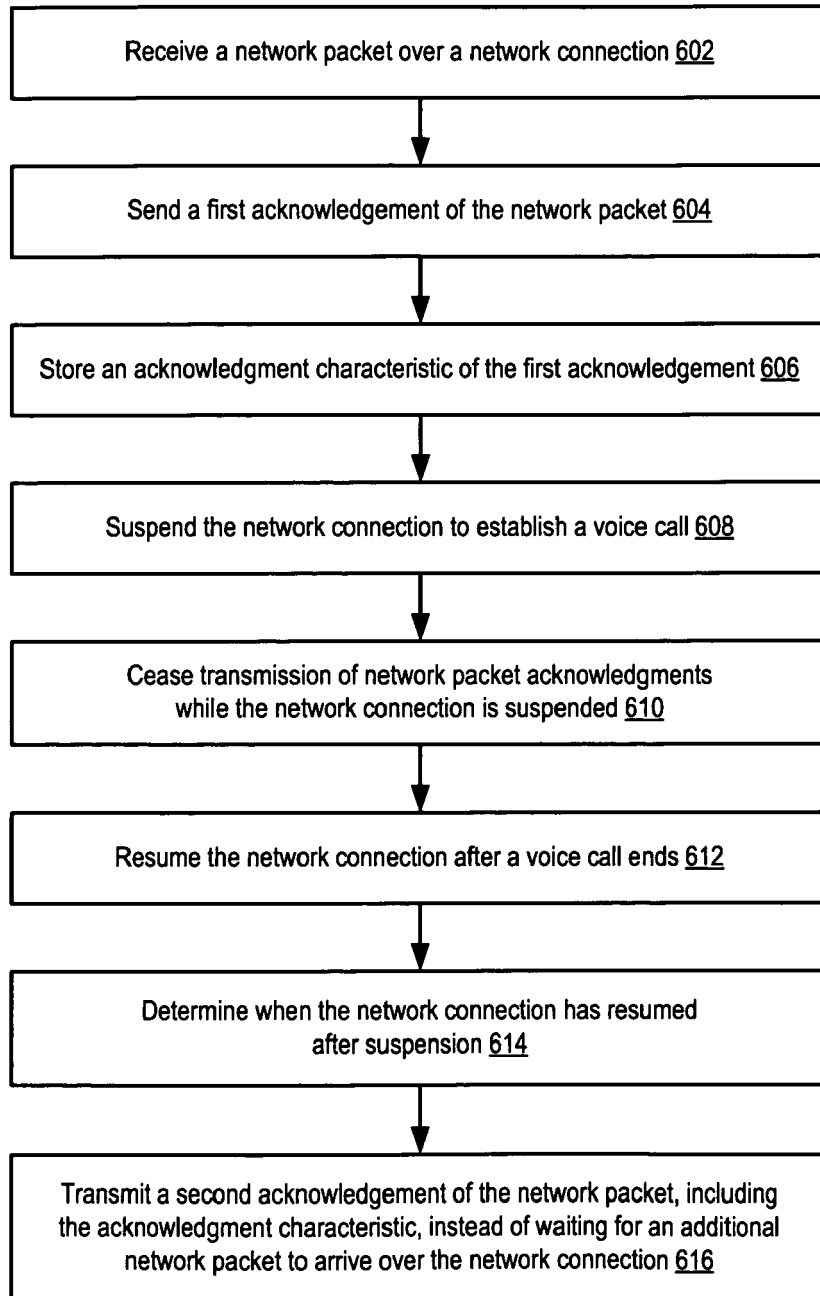 Receive a network packet over a network connection 602
Send a first acknowledgement of the network packet 604
Store an acknowledgment characteristic of the first acknowledgement 606
Suspend the network connection to establish a voice call 608
Cease transmission of network packet acknowledgments
while the network connection is suspended 610
Resume the network connection after a voice call ends 612
Determine when the network connection has resumed
after suspension 614
Transmit a second acknowledgement of the network packet, including
the acknowledgment characteristic, instead of waiting for an additional
network packet to arrive over the network connection 616